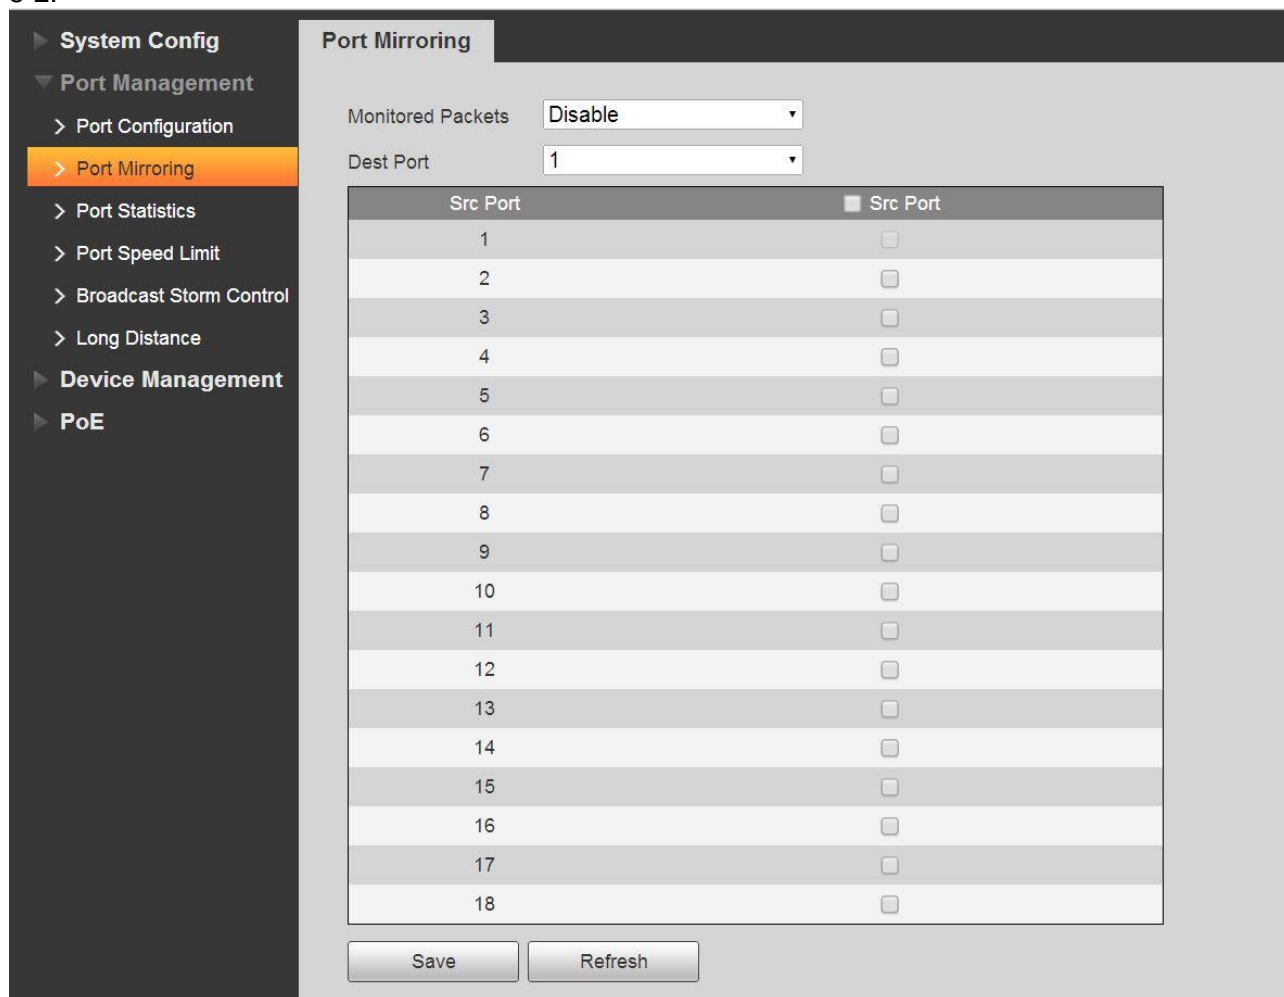 System Config
Port Management
Port Configuration
Port Mirroring
Port Statistics
Port Speed Limit
Broadcast Storm Control
Long Distance
Device Management
PoE
Port Mirroring
Monitored Packets Disable
Dest Port 1
Src Port Src Port
1
2
3
4
5
6
7
8
9
10
11
12
13
14
15
16
17
18
Save Refresh